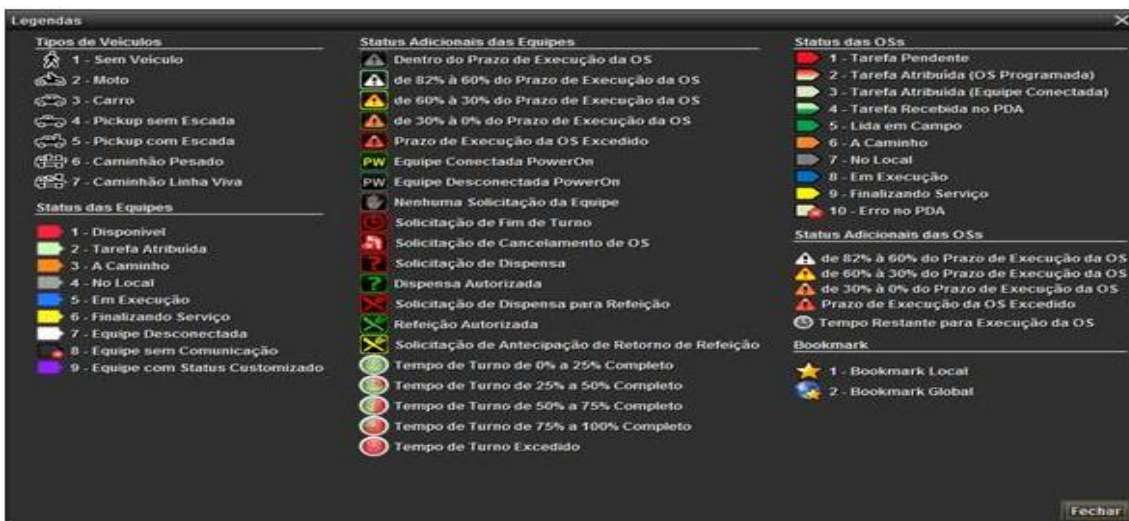 Legendas
Tipos de Veículos
1 - Sem Veículo
2 - Moto
3 - Carro
4 - Pickup sem Escada
5 - Pickup com Escada
6 - Caminhão Pesado
7 - Caminhão Linha Viva
Status das Equipes
1 - Disponível
2 - Tarefa Atribuída
3 - A Caminho
4 - No Local
5 - Em Execução
6 - Finalizando Serviço
7 - Equipe Desconectada
8 - Equipe sem Comunicação
9 - Equipe com Status Customizado
Status Adicionais das Equipes
Dentro do Prazo de Execução da OS
de 82% à 60% do Prazo de Execução da OS
de 60% à 30% do Prazo de Execução da OS
de 30% à 0% do Prazo de Execução da OS
Prazo de Execução da OS Excedido
PW Equipe Conectada PowerOn
PW Equipe Desconectada PowerOn
Nenhuma Solicitação da Equipe
Solicitação de Fim de Turno
Solicitação de Cancelamento de OS
? Solicitação de Dispensa
? Dispensa Autorizada
Solicitação de Dispensa para Refeição
Refeição Autorizada
Solicitação de Antecipação de Retorno de Refeição
Tempo de Turno de 0% a 25% Completo
Tempo de Turno de 25% a 50% Completo
Tempo de Turno de 50% a 75% Completo
Tempo de Turno de 75% a 100% Completo
Tempo de Turno Excedido
Status das OSs
1 - Tarefa Pendente
2 - Tarefa Atribuída (OS Programada)
3 - Tarefa Atribuída (Equipe Conectada)
4 - Tarefa Recebida no PDA
5 - Lida em Campo
6 - A Caminho
7 - No Local
8 - Em Execução
9 - Finalizando Serviço
10 - Erro no PDA
Status Adicionais das OSs
de 82% à 60% do Prazo de Execução da OS
de 60% à 30% do Prazo de Execução da OS
de 30% à 0% do Prazo de Execução da OS
Prazo de Execução da OS Excedido
Tempo Restante para Execução da OS
Bookmark
1 - Bookmark Local
2 - Bookmark Global
Fechar